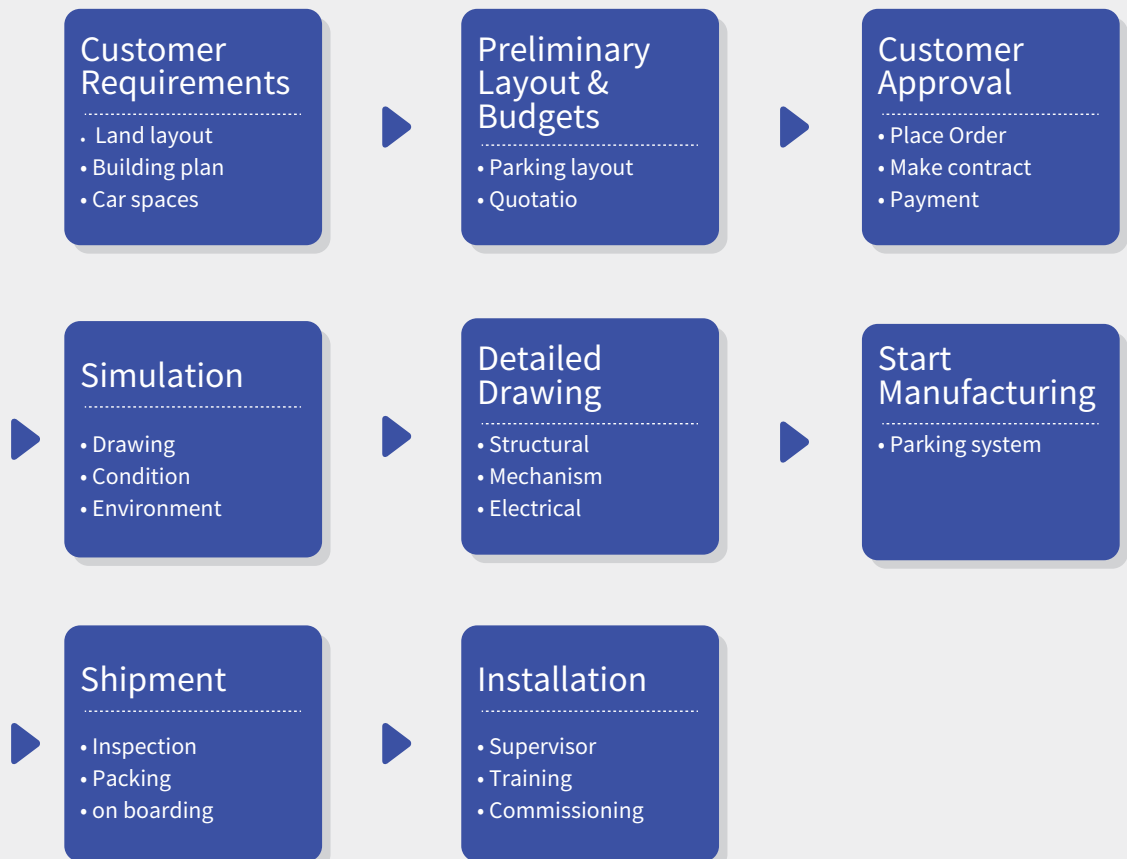 Customer
Requirements
• Land layout
• Building plan
• Car spaces
Preliminary
Layout &
Budgets
• Parking layout
• Quotatio
Customer
Approval
• Place Order
• Make contract
• Payment
Simulation
• Drawing
• Condition
• Environment
Detailed
Drawing
• Structural
• Mechanism
• Electrical
Start
Manufacturing
• Parking system
Shipment
• Inspection
• Packing
• on boarding
Installation
• Supervisor
• Training
• Commissioning